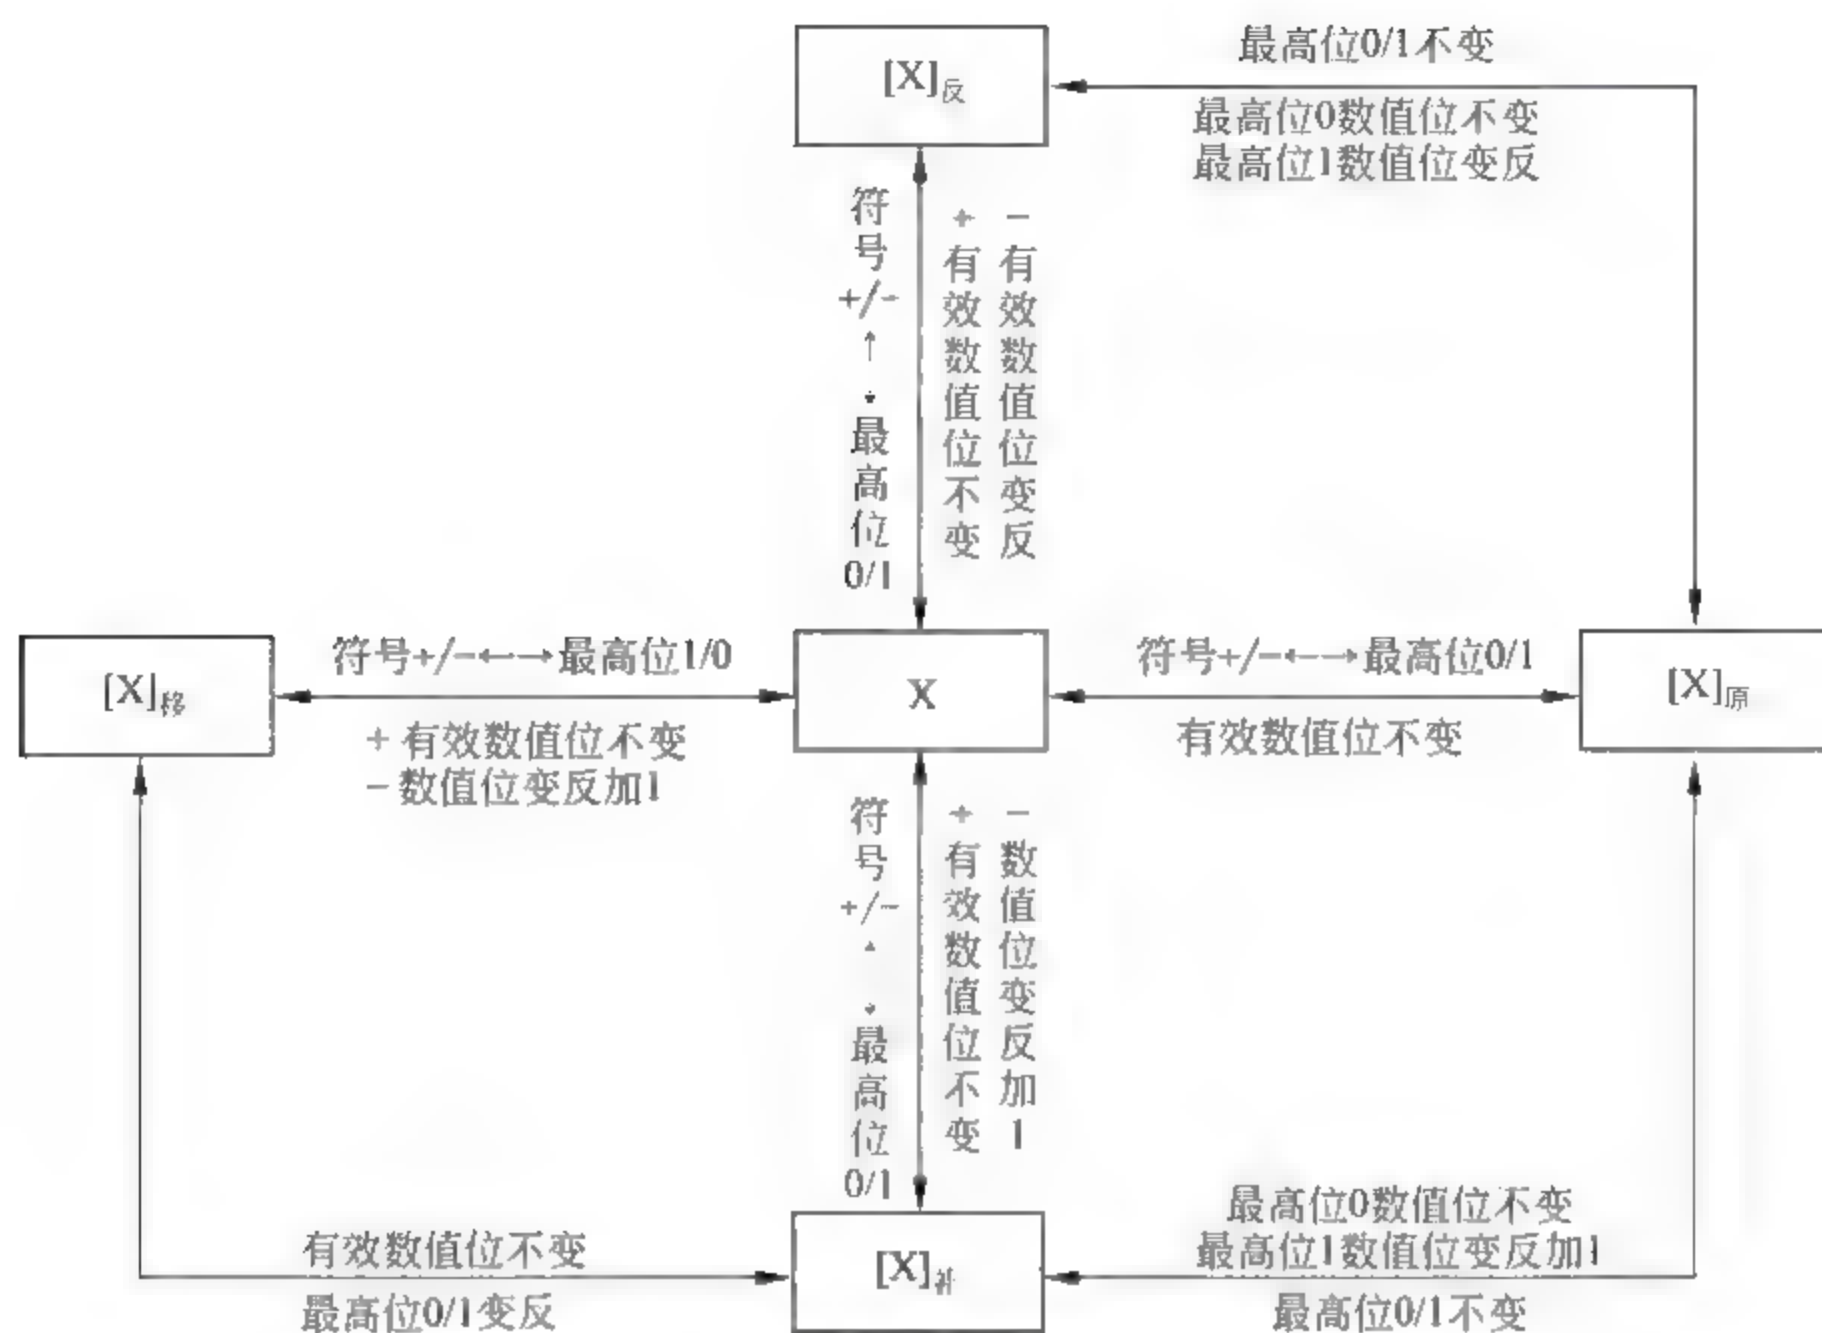 [X]反
最高位0/1不变
最高位0数值位不变
最高位1数值位变反
符号+/-↑↓最高位0/1
+有效数值位不变
-有效数值位变反
[X]移
符号+/-←→最高位1/0
+有效数值位不变
-数值位变反加1
X
符号+/-←→最高位0/1
有效数值位不变
[X]原
符号+/-↑↓最高位0/1
+有效数值位不变
-数值位变反加1
有效数值位不变
最高位0/1变反
[X]补
最高位0数值位不变
最高位1数值位变反加1
最高位0/1不变